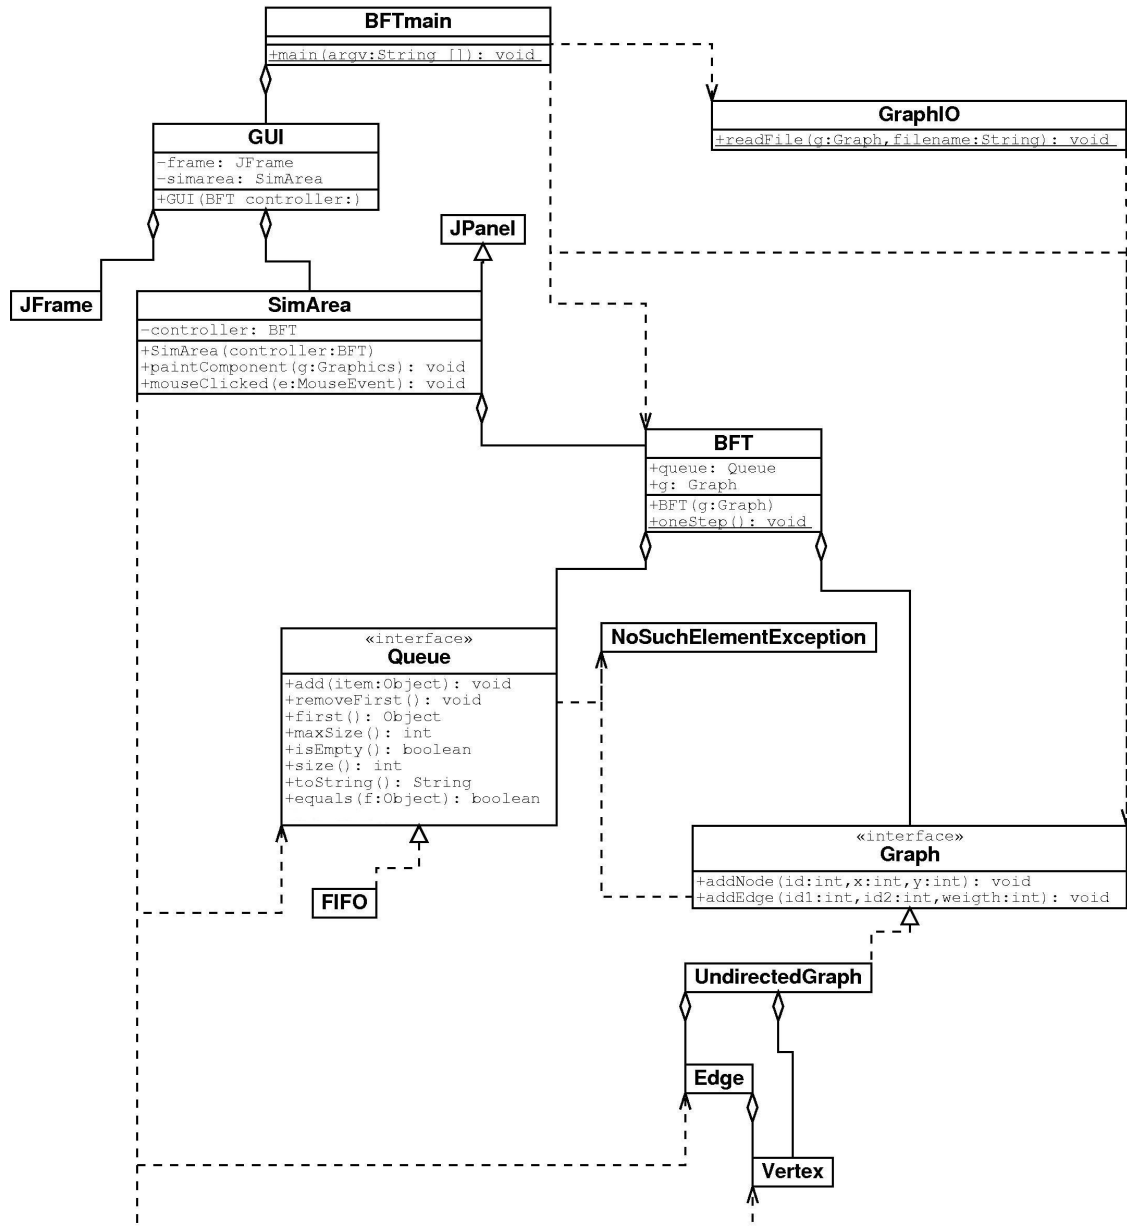 BFTmain
+main(argv:String []): void
GraphIO
+readFile(g:Graph,filename:String): void
GUI
-frame: JFrame
-simarea: SimArea
+GUI(BFT controller:)
JPanel
JFrame
SimArea
-controller: BFT
+SimArea(controller:BFT)
+paintComponent(g:Graphics): void
+mouseClicked(e:MouseEvent): void
BFT
+queue: Queue
+g: Graph
+BFT(g:Graph)
+oneStep(): void
«interface»
Queue
+add(item:Object): void
+removeFirst(): void
+first(): Object
+maxSize(): int
+isEmpty(): boolean
+size(): int
+toString(): String
+equals(f:Object): boolean
NoSuchElementException
«interface»
Graph
+addNode(id:int,x:int,y:int): void
+addEdge(id1:int,id2:int,weigth:int): void
FIFO
UndirectedGraph
Edge
Vertex